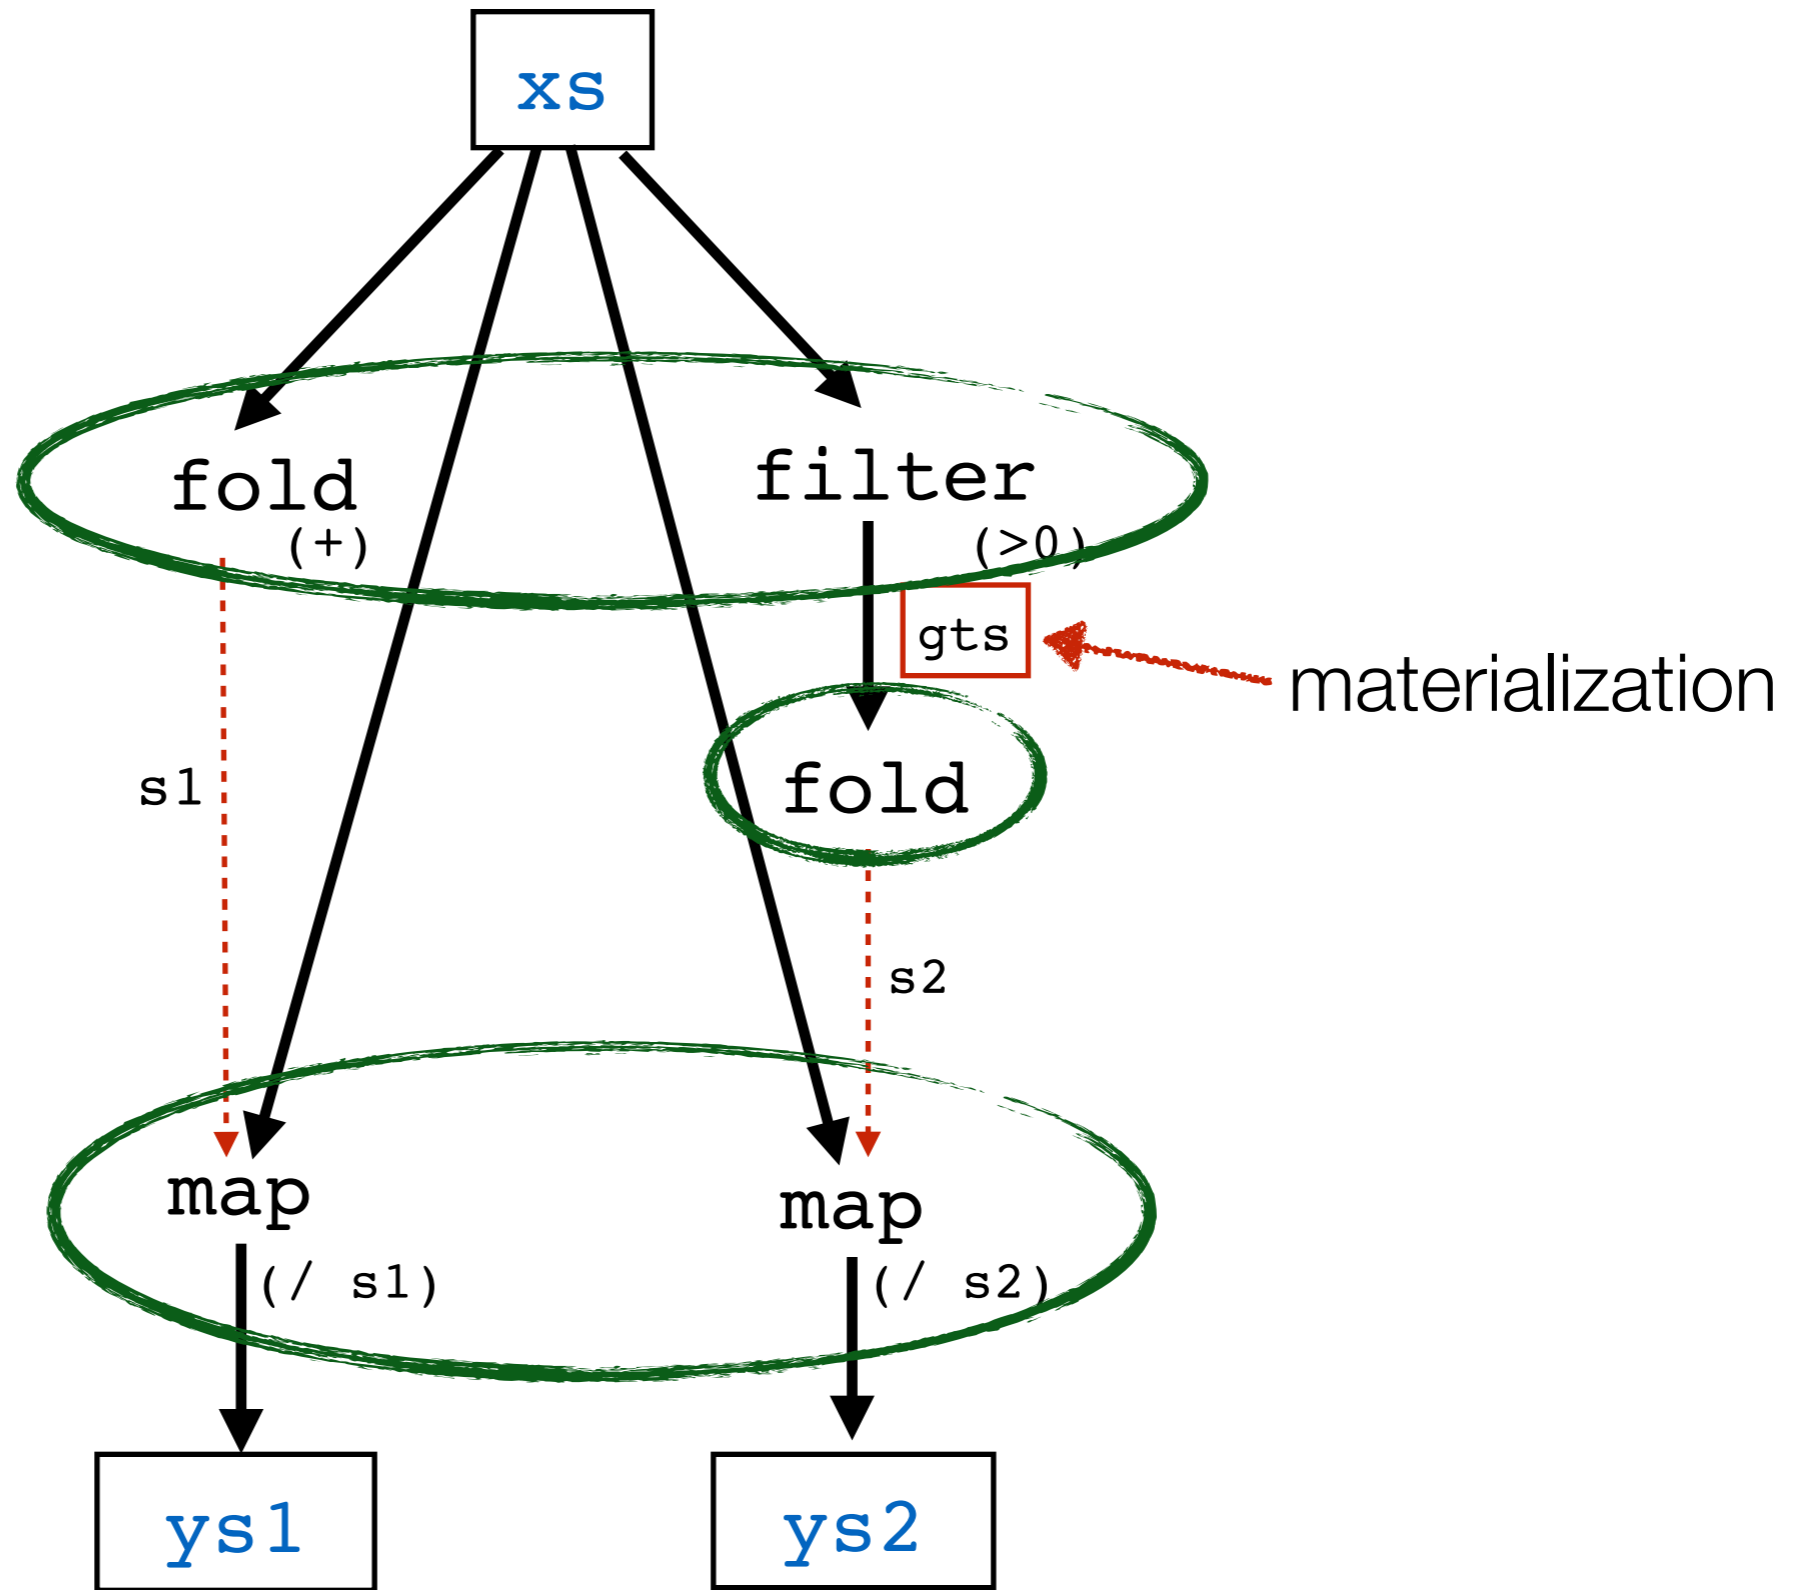 xs
fold
(+)
filter
(>0)
gts
materialization
s1
fold
s2
map
(/ s1)
map
(/ s2)
ys1
ys2